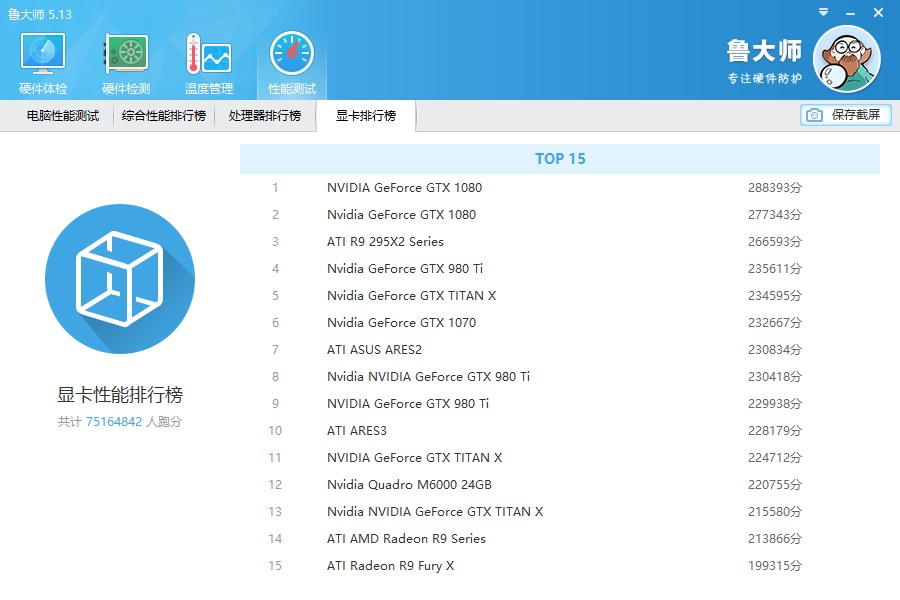 鲁大师 5.13
硬件体检 硬件检测 温度管理 性能测试
鲁大师
专注硬件防护
电脑性能测试 综合性能排行榜 处理器排行榜 显卡排行榜 保存截屏
TOP 15
1 NVIDIA GeForce GTX 1080 288393分
2 Nvidia GeForce GTX 1080 277343分
3 ATI R9 295X2 Series 266593分
4 Nvidia GeForce GTX 980 Ti 235611分
5 Nvidia GeForce GTX TITAN X 234595分
6 Nvidia GeForce GTX 1070 232667分
7 ATI ASUS ARES2 230834分
8 Nvidia NVIDIA GeForce GTX 980 Ti 230418分
9 NVIDIA GeForce GTX 980 Ti 229938分
10 ATI ARES3 228179分
11 NVIDIA GeForce GTX TITAN X 224712分
12 Nvidia Quadro M6000 24GB 220755分
13 Nvidia NVIDIA GeForce GTX TITAN X 215580分
14 ATI AMD Radeon R9 Series 213866分
15 ATI Radeon R9 Fury X 199315分
显卡性能排行榜
共计 75164842 人跑分